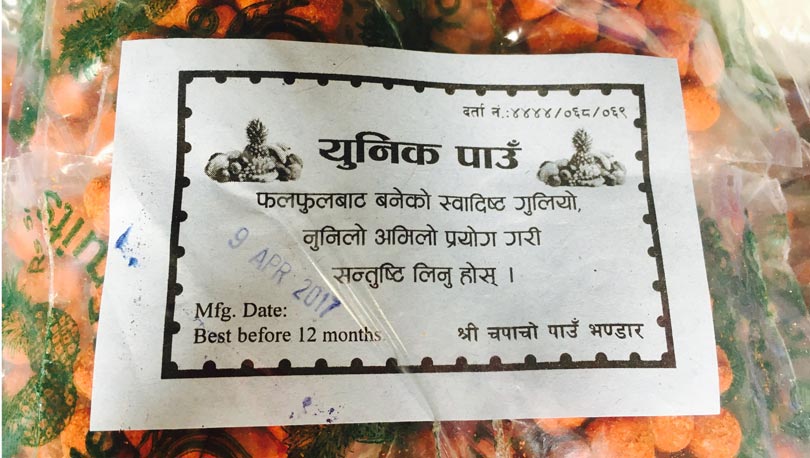 दर्ता नं.:४४४४/०६८/०६९
युनिक पाउँ
फलफुलबाट बनेको स्वादिष्ट गुलियो,
नुनिलो अमिलो प्रयोग गरी
सन्तुष्टि लिनु होस् ।
9 APR 2017
Mfg. Date:
Best before 12 months
श्री चपाचो पाउँ भण्डार